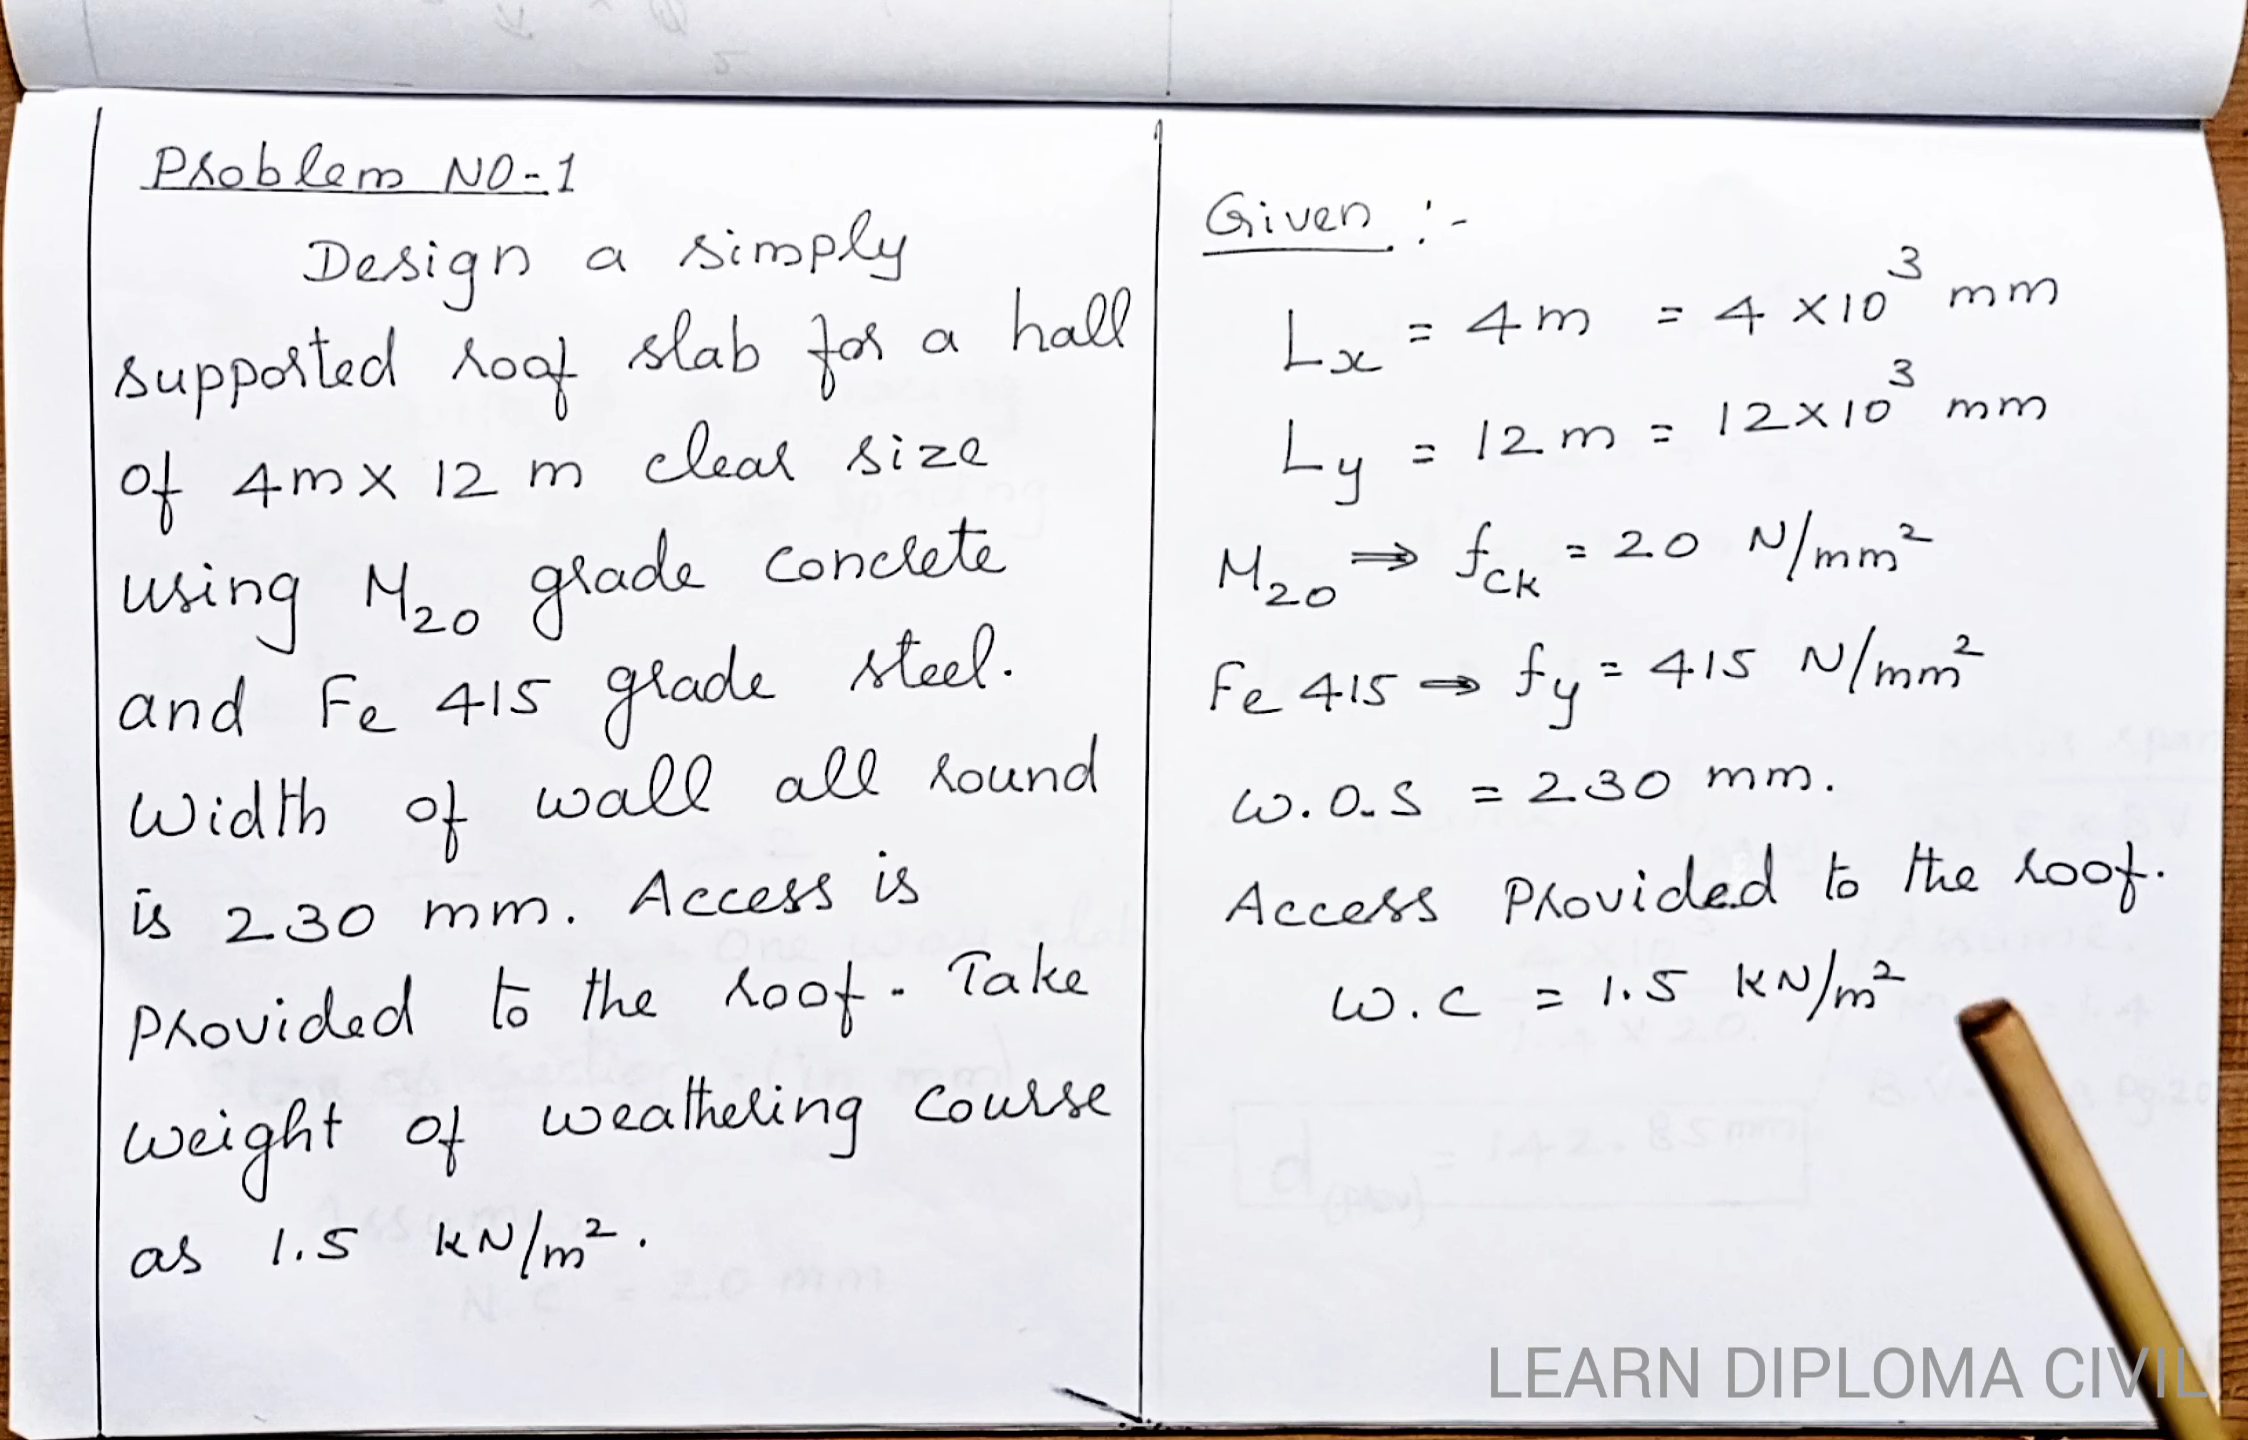 Problem NO-1
Design a simply
supported roof slab for a hall
of 4m x 12 m clear size
using M20 grade concrete
and Fe 415 grade steel.
Width of wall all round
is 230 mm. Access is
Provided to the roof. Take
weight of weathering course
as 1.5 kN/m².
Given :-
Lx = 4m = 4 ×10³ mm
Ly = 12m = 12×10³ mm
M20 ⇒ fck = 20 N/mm²
Fe 415 ⇒ fy = 415 N/mm²
W.O.S = 230 mm.
Access Provided to the roof.
W.C = 1.5 kN/m²
LEARN DIPLOMA CIVIL